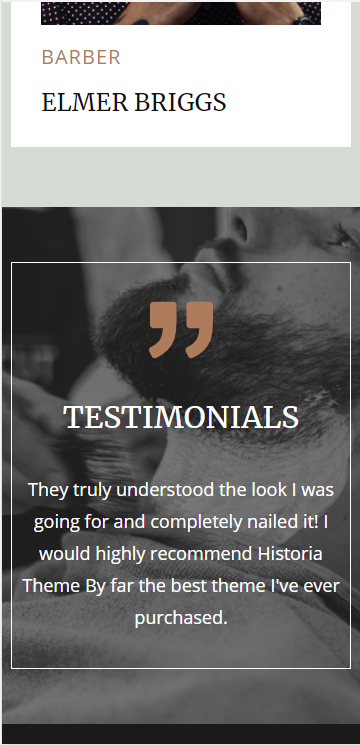 BARBER
ELMER BRIGGS
TESTIMONIALS
They truly understood the look I was
going for and completely nailed it! I
would highly recommend Historia
Theme By far the best theme I've ever
purchased.